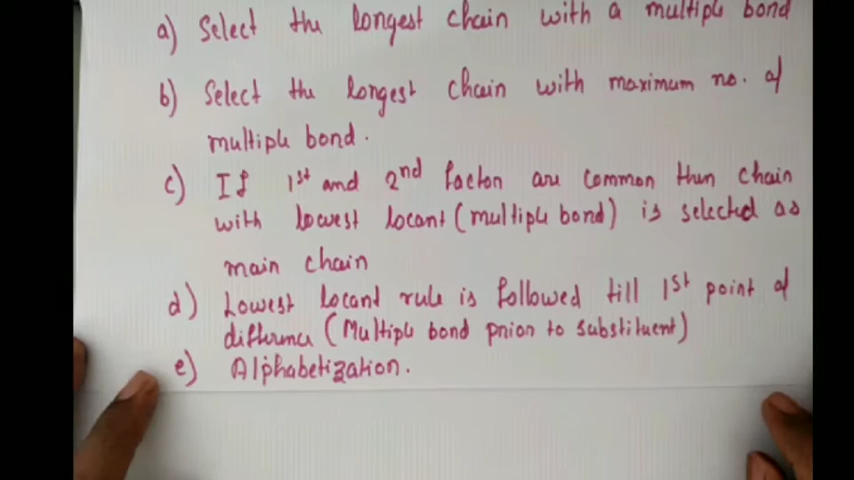 a) Select the longest chain with a multiple bond
b) Select the longest chain with maximum no. of
multiple bond.
c) If 1st and 2nd factor are common then chain
with lowest locant (multiple bond) is selected as
main chain
d) Lowest locant rule is followed till 1st point of
difference (Multiple bond prior to substituent)
e) Alphabetization.